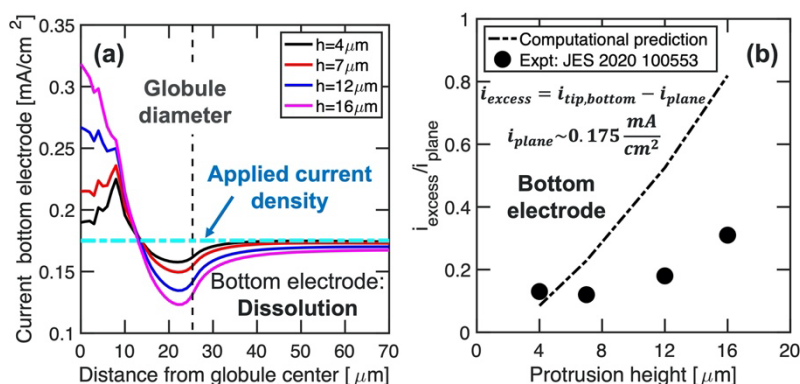 Current bottom electrode [mA/cm²]
0.35
0.3
0.25
0.2
0.15
0.1
(a)
h=4μm
h=7μm
h=12μm
h=16μm
Globule
diameter
Applied current
density
Bottom electrode:
Dissolution
0 10 20 30 40 50 60 70
Distance from globule center [ μm]
i_excess/i_plane
1
0.8
0.6
0.4
0.2
0
Computational prediction
Expt: JES 2020 100553
(b)
i_excess = i_tip,bottom − i_plane
i_plane~0.175 mA/cm²
Bottom
electrode
0 4 8 12 16 20
Protrusion height [ μm]